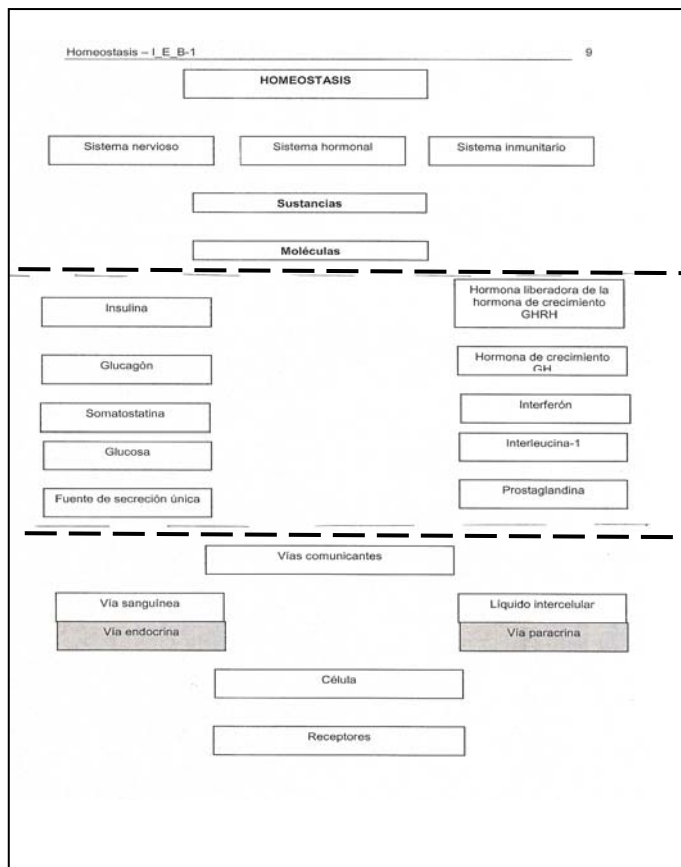 Homeostasis – I_E_B-1 9
HOMEOSTASIS
Sistema nervioso
Sistema hormonal
Sistema inmunitario
Sustancias
Moléculas
Insulina
Glucagón
Somatostatina
Glucosa
Fuente de secreción única
Hormona liberadora de la
hormona de crecimiento
GHRH
Hormona de crecimiento
GH
Interferón
Interleucina-1
Prostaglandina
Vías comunicantes
Vía sanguínea
Vía endocrina
Líquido intercelular
Vía paracrina
Célula
Receptores